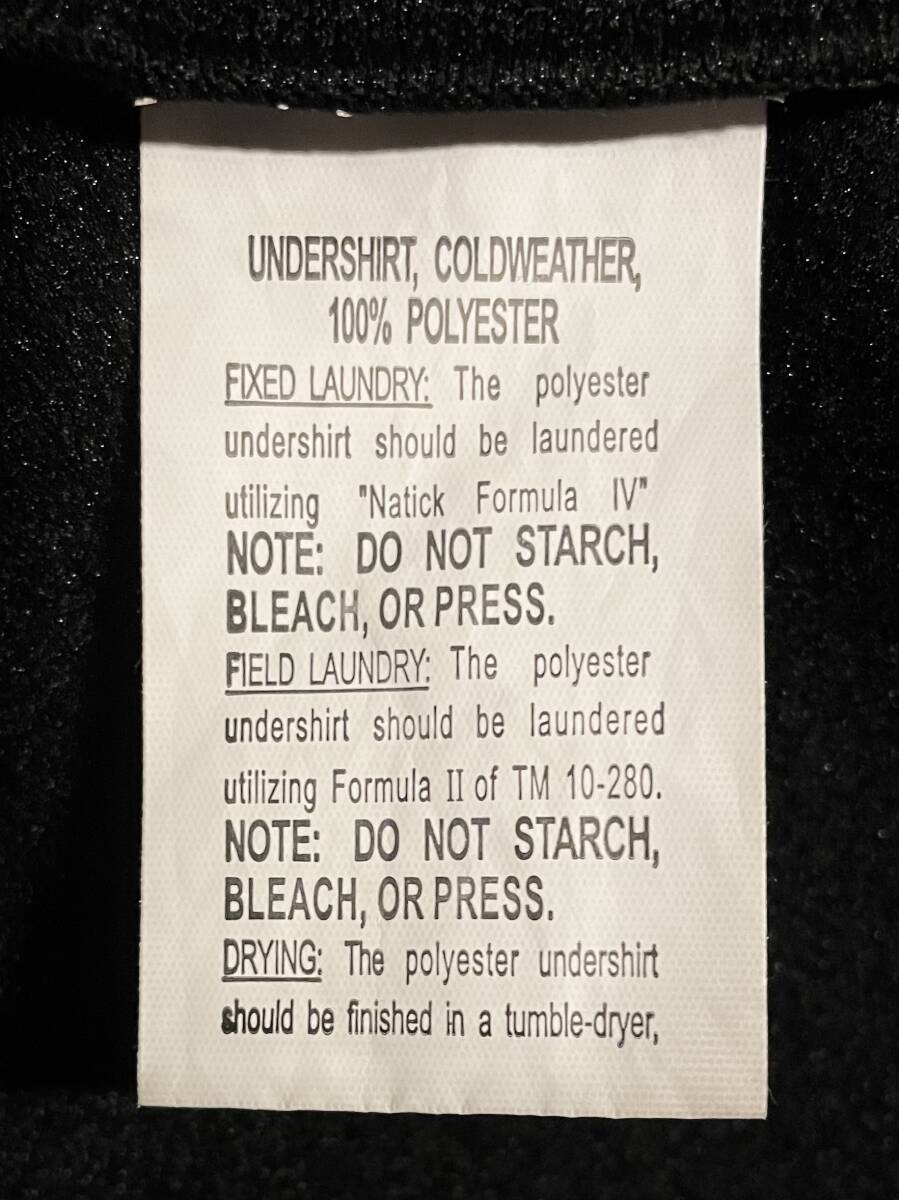 UNDERSHIRT, COLDWEATHER,
100% POLYESTER
FIXED LAUNDRY: The polyester
undershirt should be laundered
utilizing "Natick Formula IV"
NOTE: DO NOT STARCH,
BLEACH, OR PRESS.
FIELD LAUNDRY: The polyester
undershirt should be laundered
utilizing Formula II of TM 10-280.
NOTE: DO NOT STARCH,
BLEACH, OR PRESS.
DRYING: The polyester undershirt
should be finished in a tumble-dryer,